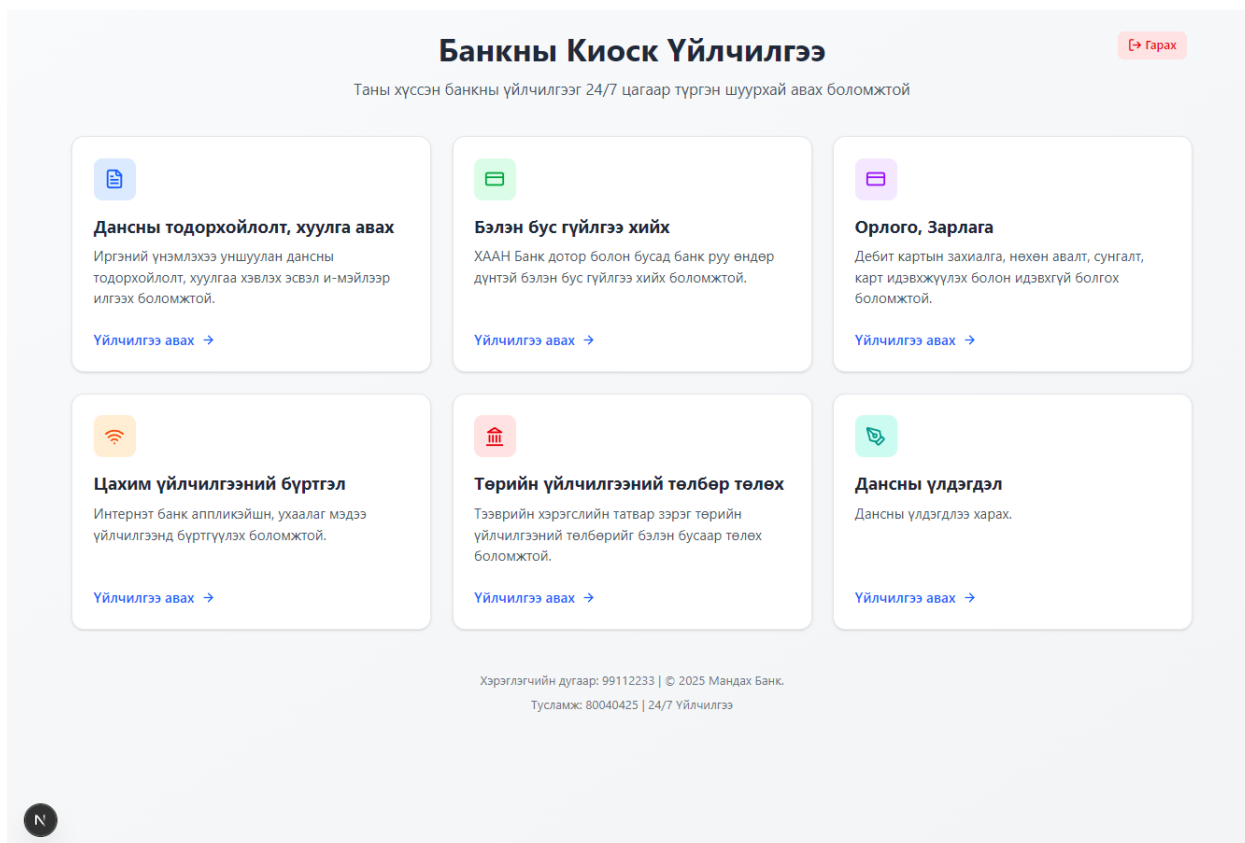 Банкны Киоск Үйлчилгээ
Гарах
Таны хүссэн банкны үйлчилгээг 24/7 цагаар түргэн шуурхай авах боломжтой
Дансны тодорхойлолт, хуулга авах
Иргэний үнэмлэхээ уншуулан дансны
тодорхойлолт, хуулгаа хэвлэх эсвэл и-мэйлээр
илгээх боломжтой.
Үйлчилгээ авах →
Бэлэн бус гүйлгээ хийх
ХААН Банк дотор болон бусад банк руу өндөр
дүнтэй бэлэн бус гүйлгээ хийх боломжтой.
Үйлчилгээ авах →
Орлого, Зарлага
Дебит картын захиалга, нөхөн авалт, сунгалт,
карт идэвхжүүлэх болон идэвхгүй болгох
боломжтой.
Үйлчилгээ авах →
Цахим үйлчилгээний бүртгэл
Интернэт банк аппликэйшн, ухаалаг мэдээ
үйлчилгээнд бүртгүүлэх боломжтой.
Үйлчилгээ авах →
Төрийн үйлчилгээний төлбөр төлөх
Тээврийн хэрэгслийн татвар зэрэг төрийн
үйлчилгээний төлбөрийг бэлэн бусаар төлөх
боломжтой.
Үйлчилгээ авах →
Дансны үлдэгдэл
Дансны үлдэгдлээ харах.
Үйлчилгээ авах →
Хэрэглэгчийн дугаар: 99112233 | © 2025 Мандах Банк.
Тусламж: 80040425 | 24/7 Үйлчилгээ
N